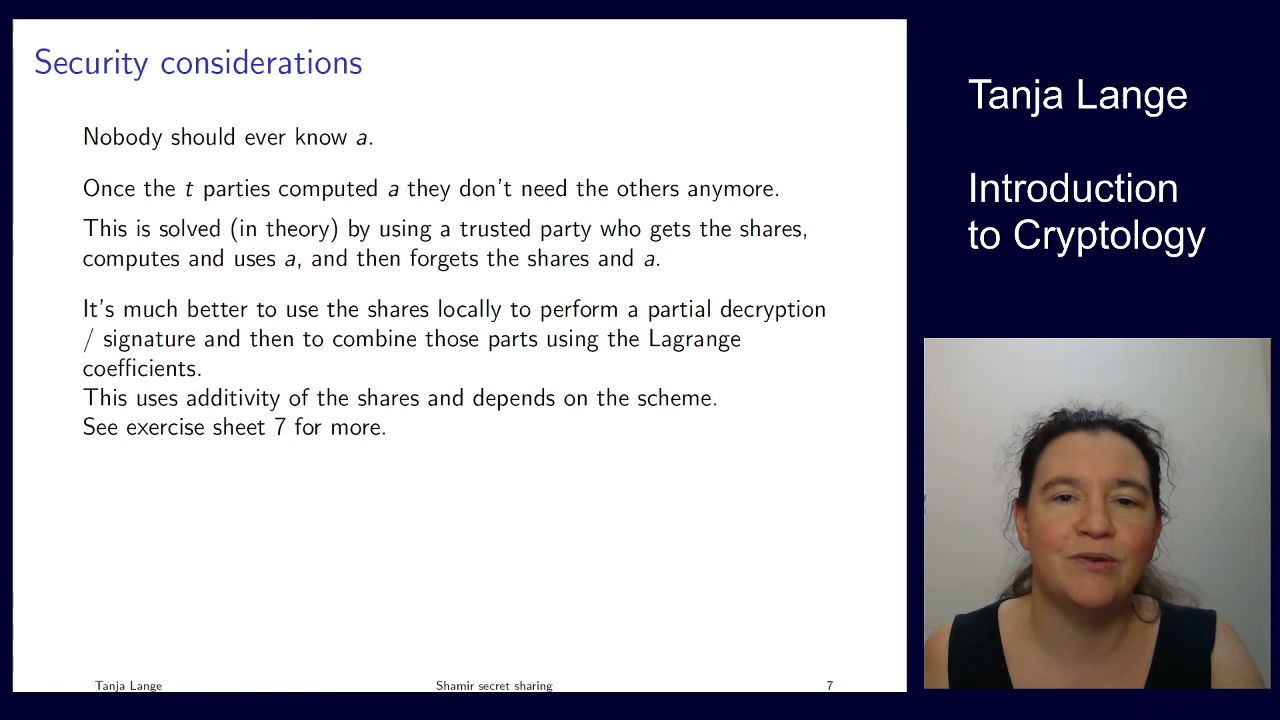 Security considerations
Nobody should ever know a.
Once the t parties computed a they don't need the others anymore.
This is solved (in theory) by using a trusted party who gets the shares,
computes and uses a, and then forgets the shares and a.
It's much better to use the shares locally to perform a partial decryption
/ signature and then to combine those parts using the Lagrange
coefficients.
This uses additivity of the shares and depends on the scheme.
See exercise sheet 7 for more.
Tanja Lange
Shamir secret sharing
7
Tanja Lange
Introduction
to Cryptology